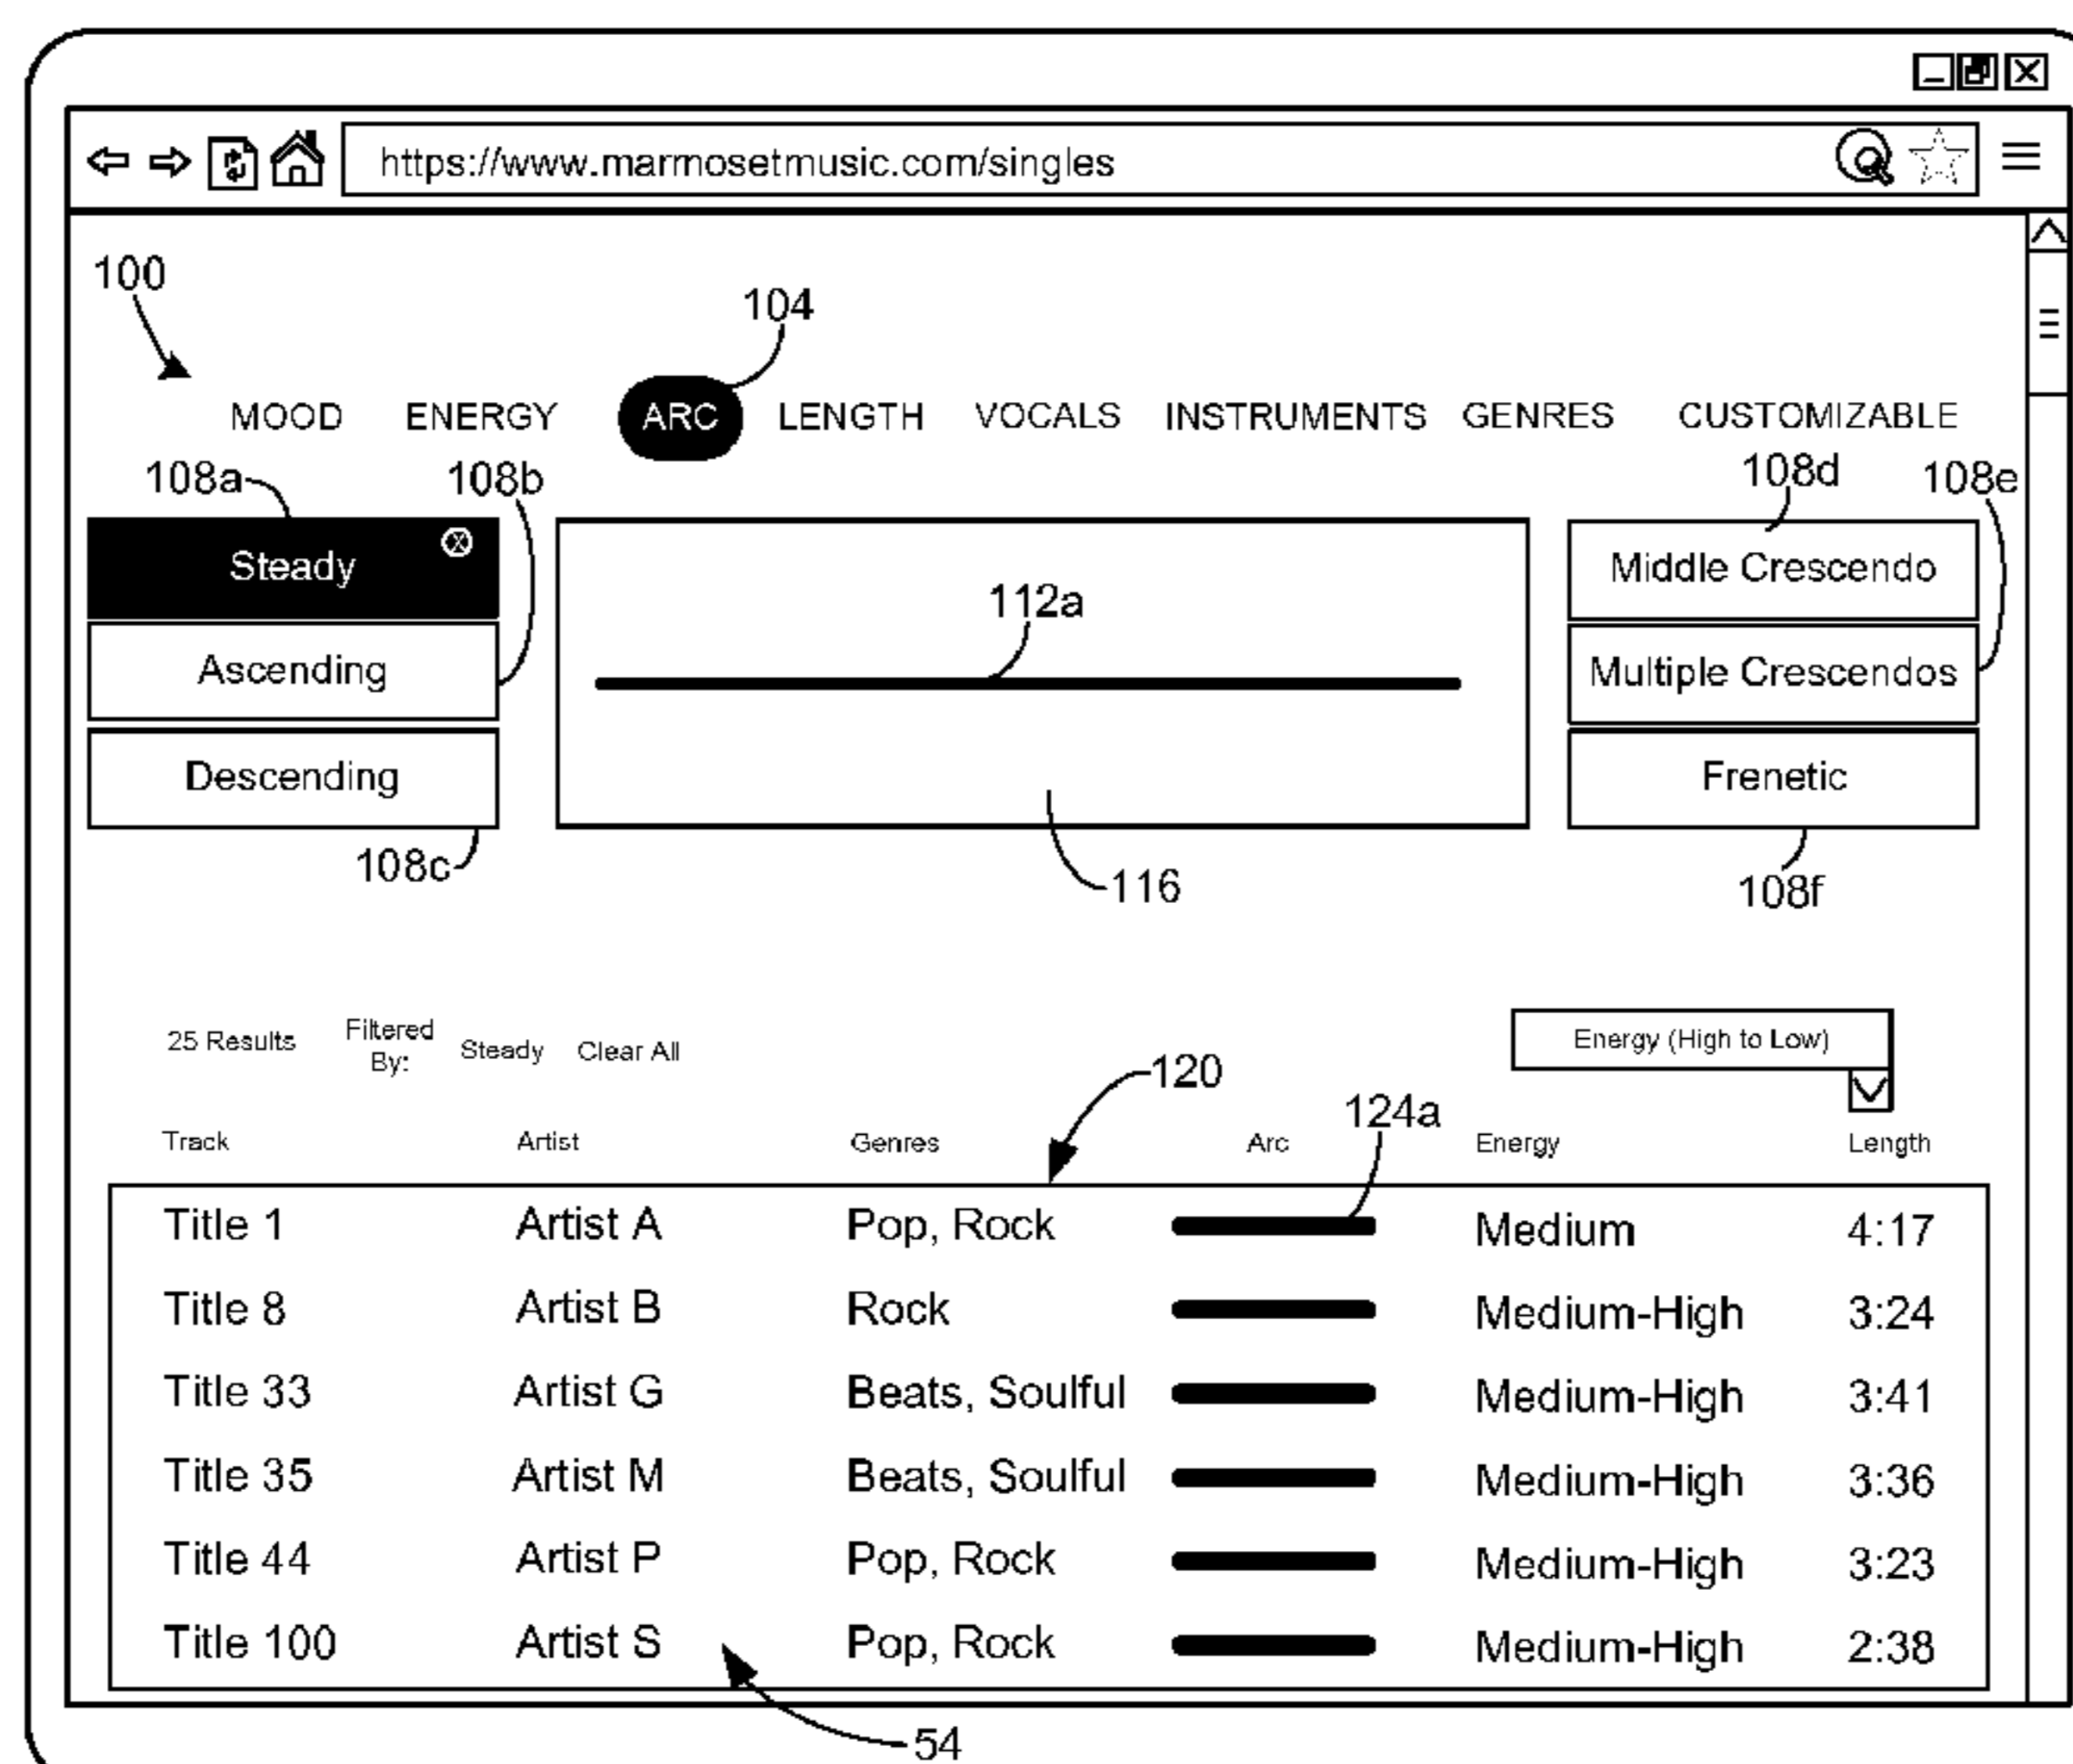 https://www.marmosetmusic.com/singles
100
104
MOOD ENERGY ARC LENGTH VOCALS INSTRUMENTS GENRES CUSTOMIZABLE
108a 108b 108d 108e
Steady X
Middle Crescendo
112a
Ascending
Multiple Crescendos
Descending
Frenetic
108c 116 108f
25 Results Filtered By: Steady Clear All
Energy (High to Low)
120
124a
Track Artist Genres Arc Energy Length
Title 1 Artist A Pop, Rock Medium 4:17
Title 8 Artist B Rock Medium-High 3:24
Title 33 Artist G Beats, Soulful Medium-High 3:41
Title 35 Artist M Beats, Soulful Medium-High 3:36
Title 44 Artist P Pop, Rock Medium-High 3:23
Title 100 Artist S Pop, Rock Medium-High 2:38
54